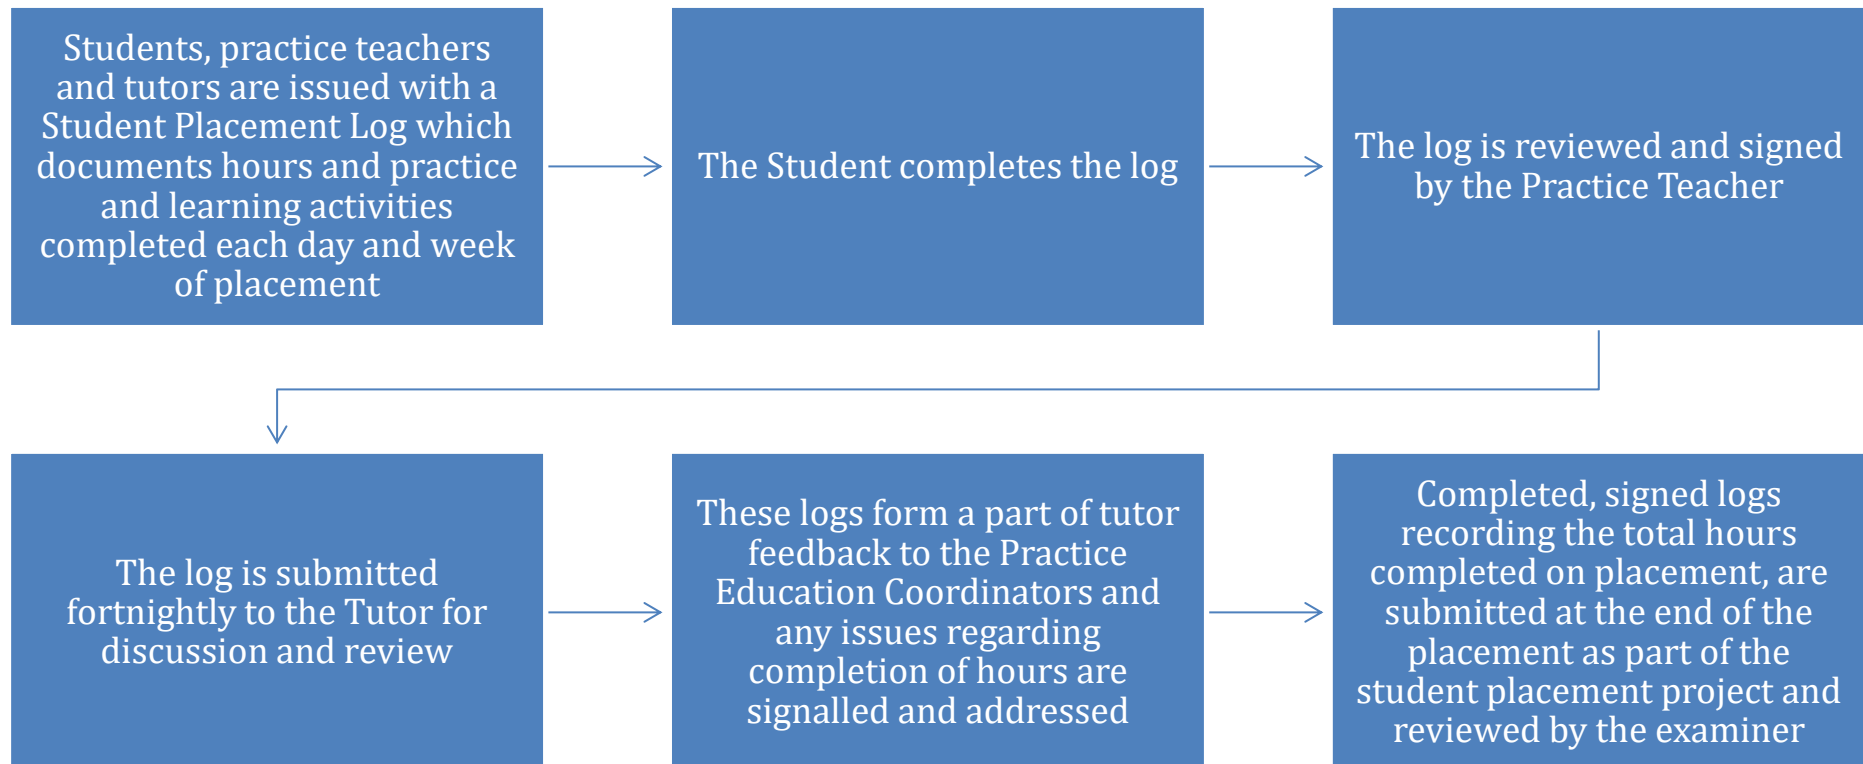 Students, practice teachers
and tutors are issued with a
Student Placement Log which
documents hours and practice
and learning activities
completed each day and week
of placement
The Student completes the log
The log is reviewed and signed
by the Practice Teacher
The log is submitted
fortnightly to the Tutor for
discussion and review
These logs form a part of tutor
feedback to the Practice
Education Coordinators and
any issues regarding
completion of hours are
signalled and addressed
Completed, signed logs
recording the total hours
completed on placement, are
submitted at the end of the
placement as part of the
student placement project and
reviewed by the examiner